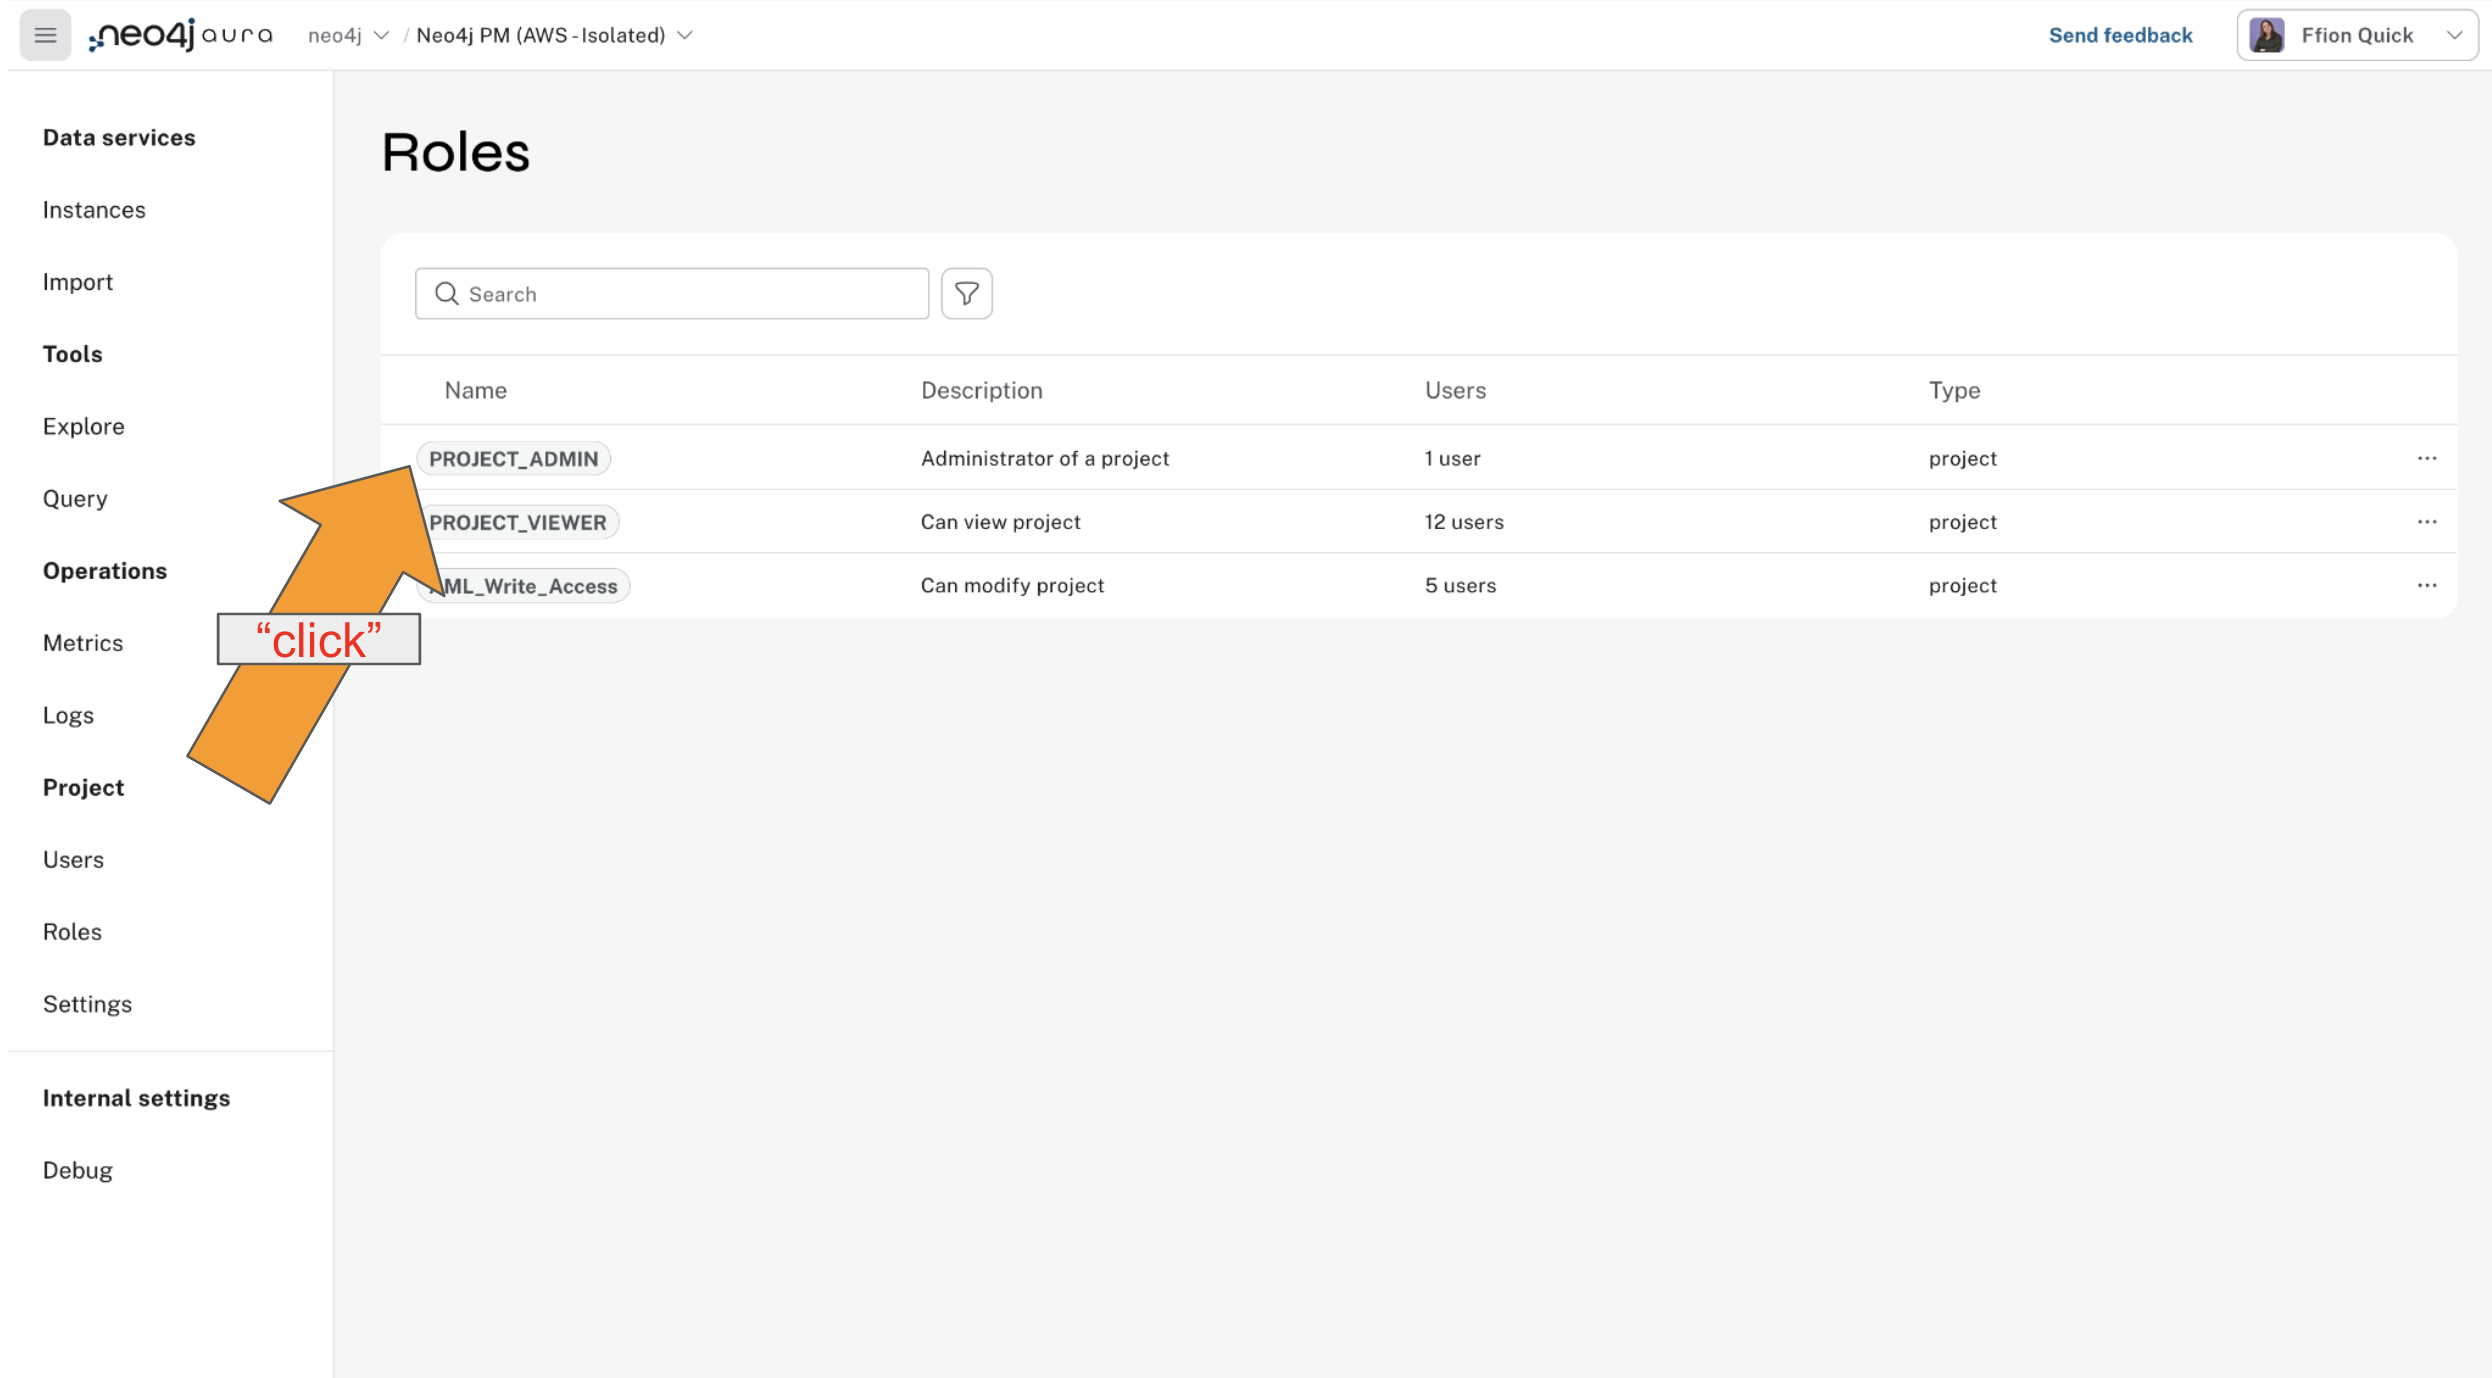 neo4j aura neo4j / Neo4j PM (AWS - Isolated) Send feedback Ffion Quick
Data services
Instances
Import
Tools
Explore
Query
Operations
Metrics
Logs
Project
Users
Roles
Settings
Internal settings
Debug
Roles
Search
Name Description Users Type
PROJECT_ADMIN Administrator of a project 1 user project ...
PROJECT_VIEWER Can view project 12 users project ...
ML_Write_Access Can modify project 5 users project ...
“click”